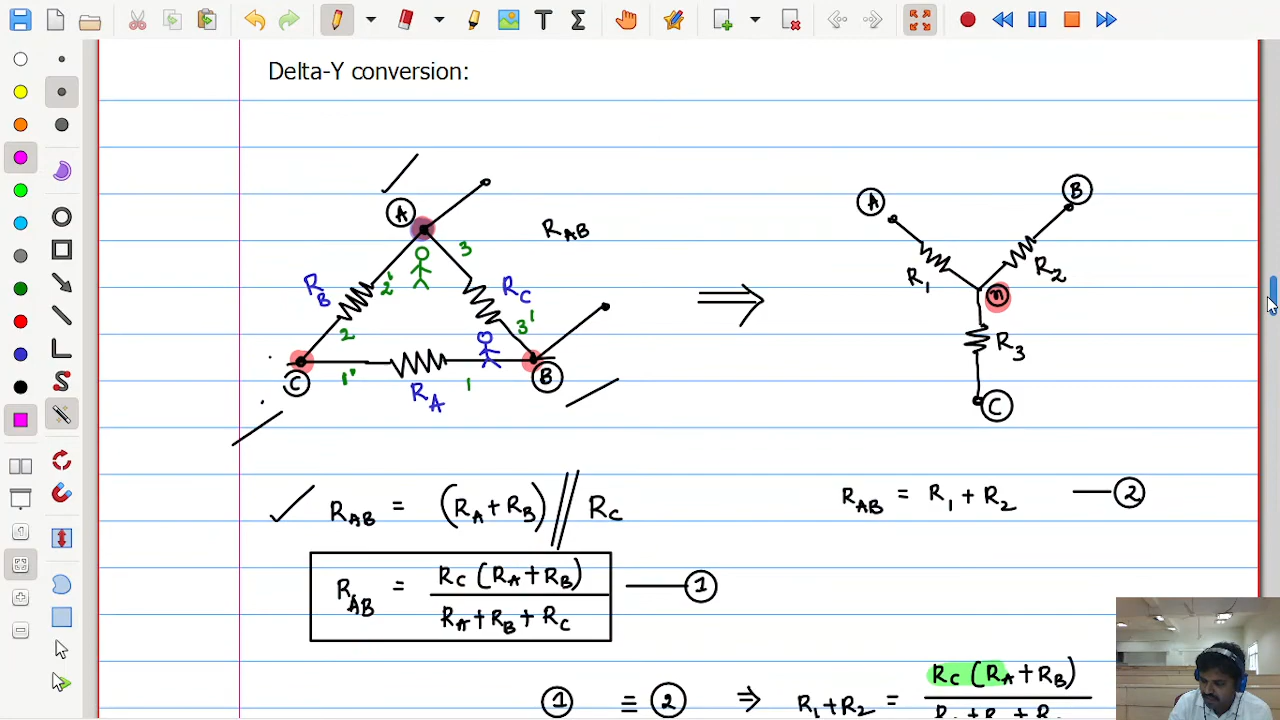 Delta-Y conversion:
A
R_AB
R_B
2'
3
R_C
3'
2
C
1'
R_A
1
B
⇒
A
B
R_1
R_2
n
R_3
C
✓ R_AB = (R_A + R_B) // R_C
R_AB = R_1 + R_2 — ②
R_AB = R_C (R_A + R_B) / R_A + R_B + R_C — ①
① ≡ ② ⇒ R_1 + R_2 = R_C (R_A + R_B)